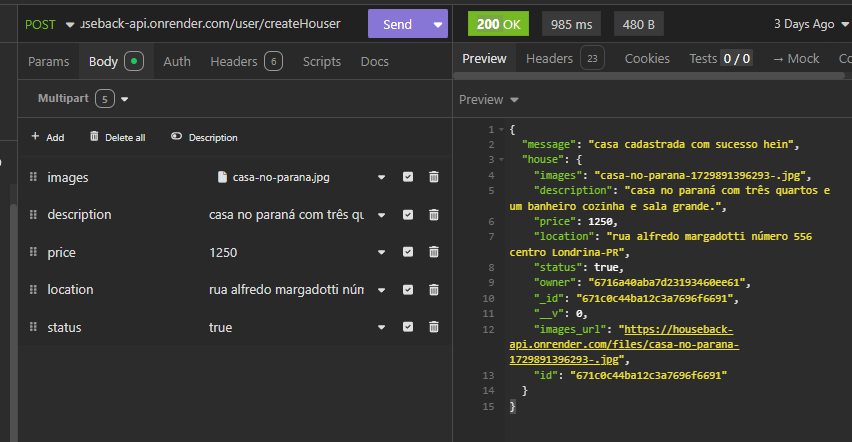 POST useback-api.onrender.com/user/createHouser Send
200 OK 985 ms 480 B 3 Days Ago
Params Body Auth Headers 6 Scripts Docs
Preview Headers 23 Cookies Tests 0 / 0 → Mock Co
Multipart 5
Preview
+ Add Delete all Description
images casa-no-parana.jpg
description casa no paraná com três qu
price 1250
location rua alfredo margadotti núm
status true
1 {
2 "message": "casa cadastrada com sucesso hein",
3 "house": {
4 "images": "casa-no-parana-1729891396293-.jpg",
5 "description": "casa no paraná com três quartos e
um banheiro cozinha e sala grande.",
6 "price": 1250,
7 "location": "rua alfredo margadotti número 556
centro Londrina-PR",
8 "status": true,
9 "owner": "6716a40aba7d23193460ee61",
10 "_id": "671c0c44ba12c3a7696f6691",
11 "__v": 0,
12 "images_url": "https://houseback-
api.onrender.com/files/casa-no-parana-
1729891396293-.jpg",
13 "id": "671c0c44ba12c3a7696f6691"
14 }
15 }